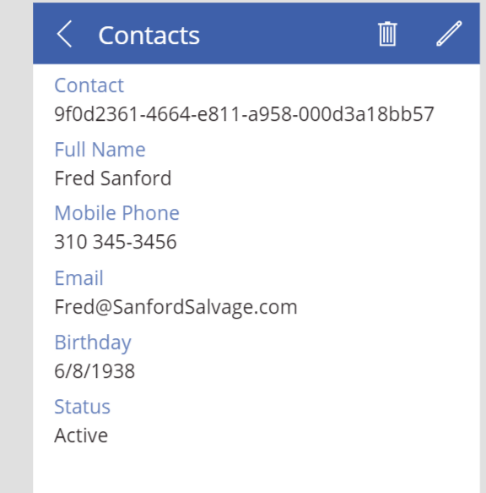 Contacts
Contact
9f0d2361-4664-e811-a958-000d3a18bb57
Full Name
Fred Sanford
Mobile Phone
310 345-3456
Email
Fred@SanfordSalvage.com
Birthday
6/8/1938
Status
Active